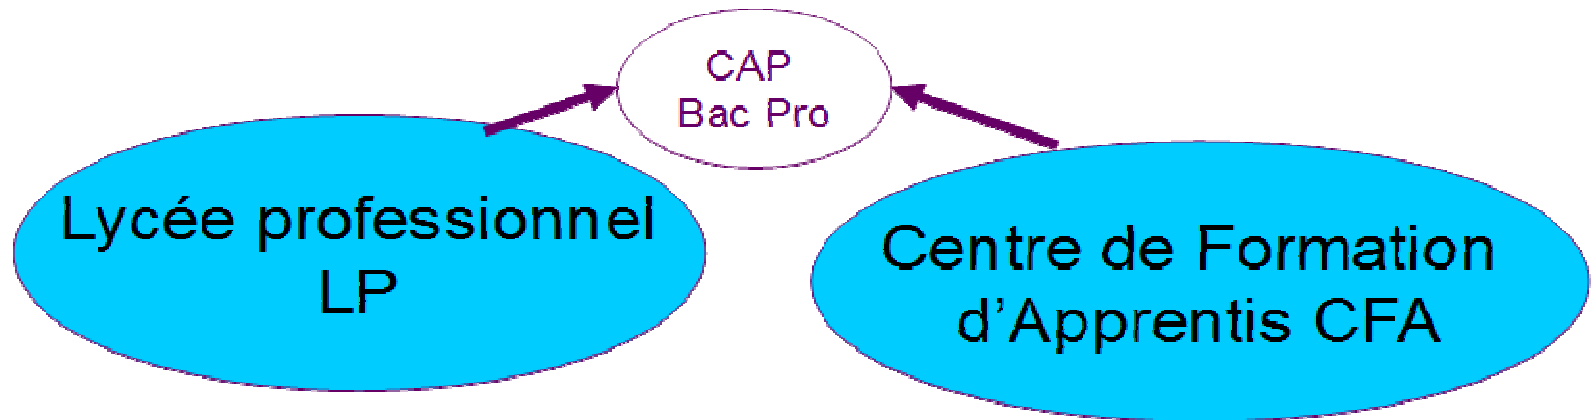 CAP
Bac Pro
Lycée professionnel
LP
Centre de Formation
d’Apprentis CFA